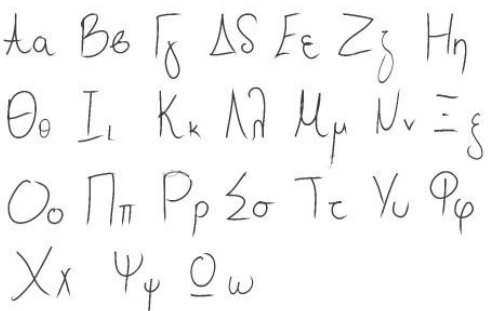 Αα Ββ Γγ Δδ Εε Ζζ Ηη
Θθ Ιι Κκ Λλ Μμ Νν Ξξ
Οο Ππ Ρρ Σσ Ττ Υυ Φφ
Χχ Ψψ Ωω